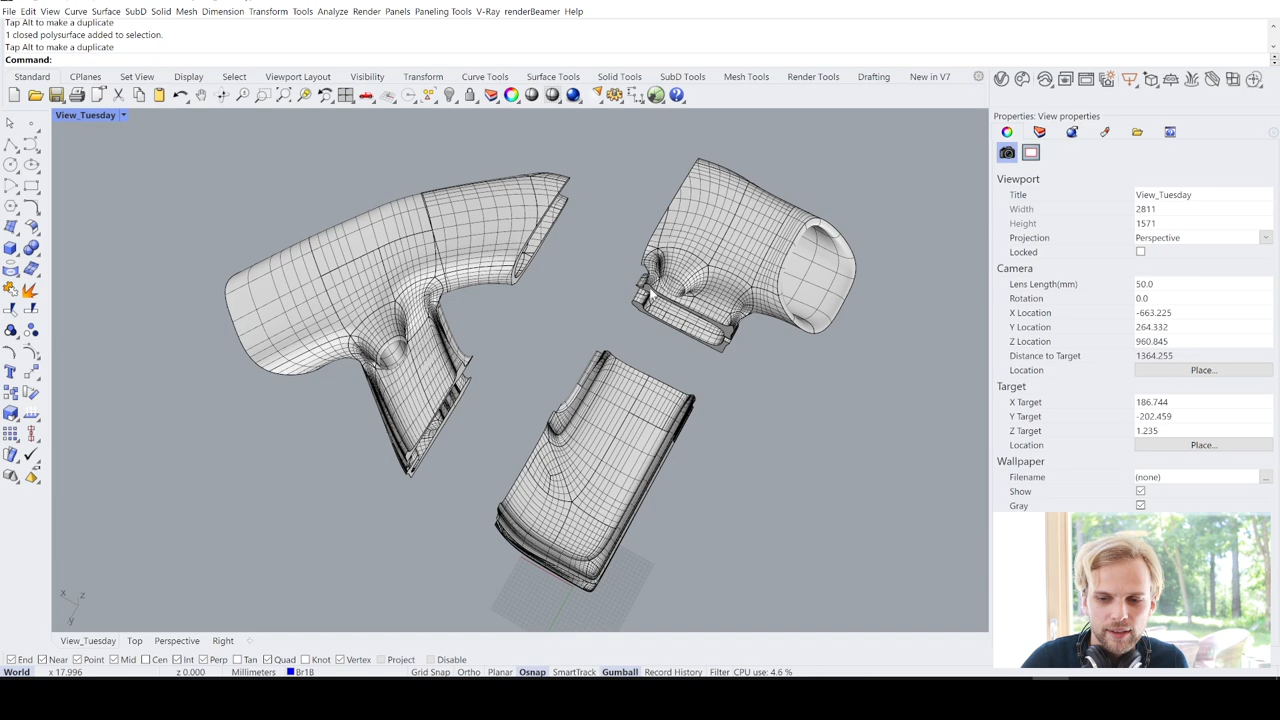 File Edit View Curve Surface SubD Solid Mesh Dimension Transform Tools Analyze Render Panels Paneling Tools V-Ray renderBeamer Help
Tap Alt to make a duplicate
1 closed polysurface added to selection.
Tap Alt to make a duplicate
Command:
Standard CPlanes Set View Display Select Viewport Layout Visibility Transform Curve Tools Surface Tools Solid Tools SubD Tools Mesh Tools Render Tools Drafting New in V7
View_Tuesday
Properties: View properties
Viewport
Title View_Tuesday
Width 2811
Height 1571
Projection Perspective
Locked
Camera
Lens Length(mm) 50.0
Rotation 0.0
X Location -663.225
Y Location 264.332
Z Location 960.845
Distance to Target 1364.255
Location Place...
Target
X Target 186.744
Y Target -202.459
Z Target 1.235
Location Place...
Wallpaper
Filename (none) ...
Show
Gray
x z
y
View_Tuesday Top Perspective Right
End Near Point Mid Cen Int Perp Tan Quad Knot Vertex Project Disable
World x 17.996 z 0.000 Millimeters Br1B Grid Snap Ortho Planar Osnap SmartTrack Gumball Record History Filter CPU use: 4.6 %